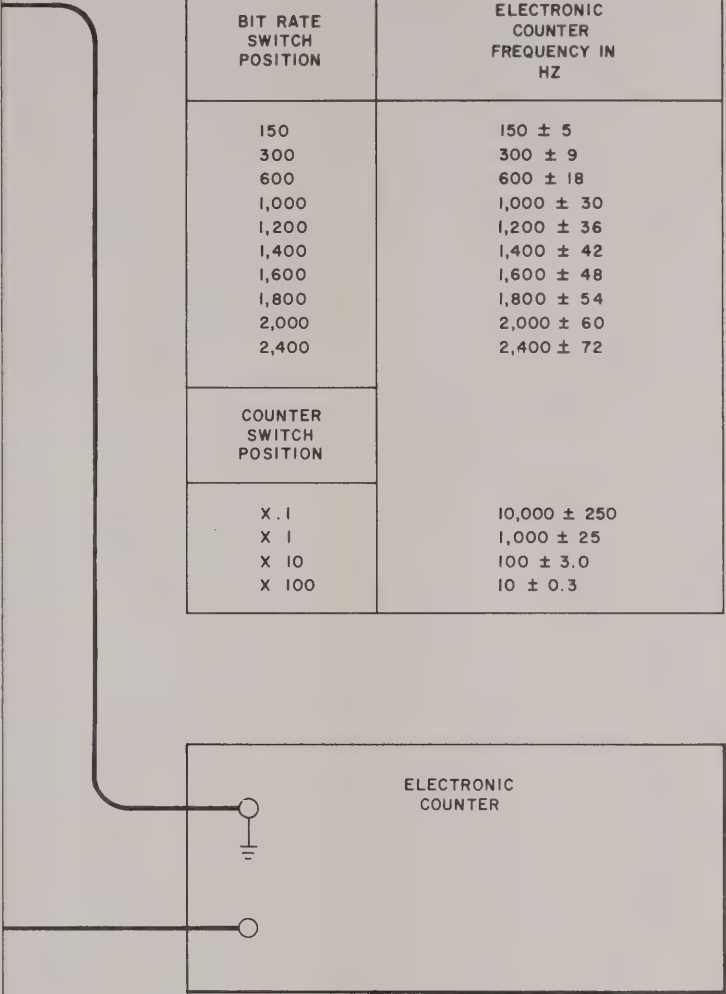 BIT RATE
SWITCH
POSITION
ELECTRONIC
COUNTER
FREQUENCY IN
HZ
150 150 ± 5
300 300 ± 9
600 600 ± 18
1,000 1,000 ± 30
1,200 1,200 ± 36
1,400 1,400 ± 42
1,600 1,600 ± 48
1,800 1,800 ± 54
2,000 2,000 ± 60
2,400 2,400 ± 72
COUNTER
SWITCH
POSITION
X .1 10,000 ± 250
X 1 1,000 ± 25
X 10 100 ± 3.0
X 100 10 ± 0.3
ELECTRONIC
COUNTER